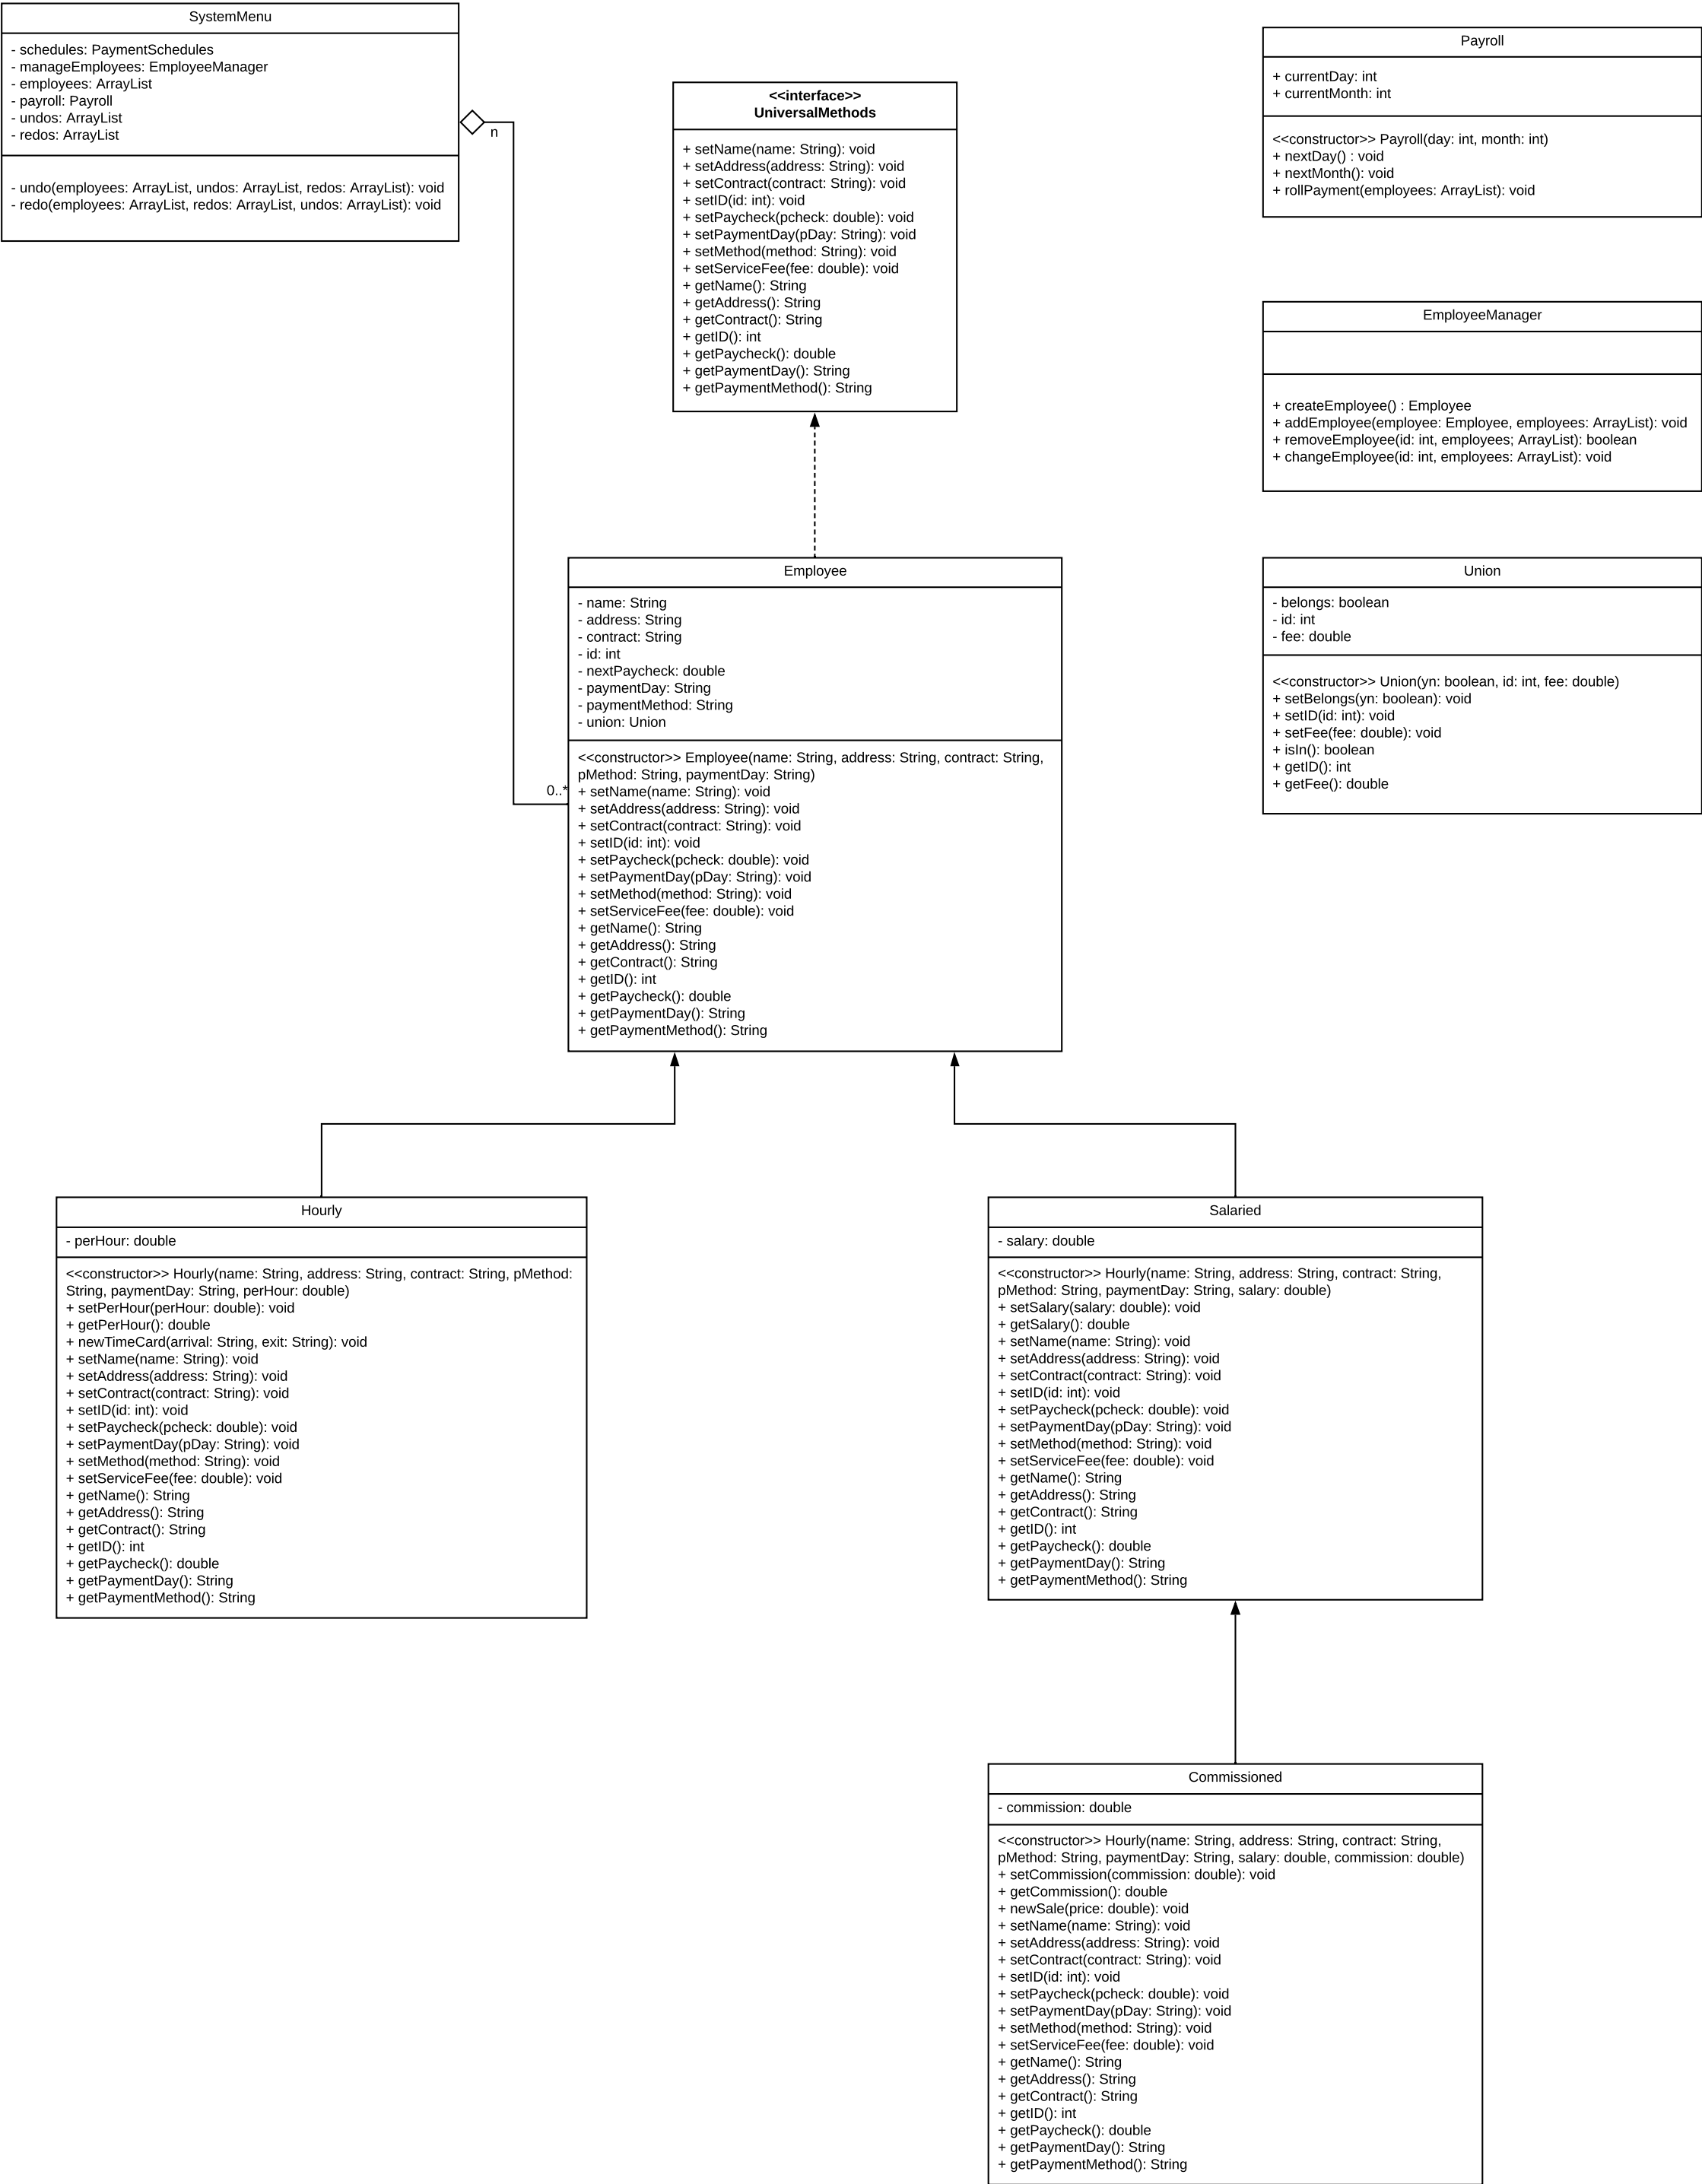 SystemMenu
- schedules: PaymentSchedules
- manageEmployees: EmployeeManager
- employees: ArrayList
- payroll: Payroll
- undos: ArrayList
- redos: ArrayList
- undo(employees: ArrayList, undos: ArrayList, redos: ArrayList): void
- redo(employees: ArrayList, redos: ArrayList, undos: ArrayList): void
n
0..*
<<interface>>
UniversalMethods
+ setName(name: String): void
+ setAddress(address: String): void
+ setContract(contract: String): void
+ setID(id: int): void
+ setPaycheck(pcheck: double): void
+ setPaymentDay(pDay: String): void
+ setMethod(method: String): void
+ setServiceFee(fee: double): void
+ getName(): String
+ getAddress(): String
+ getContract(): String
+ getID(): int
+ getPaycheck(): double
+ getPaymentDay(): String
+ getPaymentMethod(): String
Payroll
+ currentDay: int
+ currentMonth: int
<<constructor>> Payroll(day: int, month: int)
+ nextDay() : void
+ nextMonth(): void
+ rollPayment(employees: ArrayList): void
EmployeeManager
+ createEmployee() : Employee
+ addEmployee(employee: Employee, employees: ArrayList): void
+ removeEmployee(id: int, employees; ArrayList): boolean
+ changeEmployee(id: int, employees: ArrayList): void
Employee
- name: String
- address: String
- contract: String
- id: int
- nextPaycheck: double
- paymentDay: String
- paymentMethod: String
- union: Union
<<constructor>> Employee(name: String, address: String, contract: String,
pMethod: String, paymentDay: String)
+ setName(name: String): void
+ setAddress(address: String): void
+ setContract(contract: String): void
+ setID(id: int): void
+ setPaycheck(pcheck: double): void
+ setPaymentDay(pDay: String): void
+ setMethod(method: String): void
+ setServiceFee(fee: double): void
+ getName(): String
+ getAddress(): String
+ getContract(): String
+ getID(): int
+ getPaycheck(): double
+ getPaymentDay(): String
+ getPaymentMethod(): String
Union
- belongs: boolean
- id: int
- fee: double
<<constructor>> Union(yn: boolean, id: int, fee: double)
+ setBelongs(yn: boolean): void
+ setID(id: int): void
+ setFee(fee: double): void
+ isIn(): boolean
+ getID(): int
+ getFee(): double
Hourly
- perHour: double
<<constructor>> Hourly(name: String, address: String, contract: String, pMethod:
String, paymentDay: String, perHour: double)
+ setPerHour(perHour: double): void
+ getPerHour(): double
+ newTimeCard(arrival: String, exit: String): void
+ setName(name: String): void
+ setAddress(address: String): void
+ setContract(contract: String): void
+ setID(id: int): void
+ setPaycheck(pcheck: double): void
+ setPaymentDay(pDay: String): void
+ setMethod(method: String): void
+ setServiceFee(fee: double): void
+ getName(): String
+ getAddress(): String
+ getContract(): String
+ getID(): int
+ getPaycheck(): double
+ getPaymentDay(): String
+ getPaymentMethod(): String
Salaried
- salary: double
<<constructor>> Hourly(name: String, address: String, contract: String,
pMethod: String, paymentDay: String, salary: double)
+ setSalary(salary: double): void
+ getSalary(): double
+ setName(name: String): void
+ setAddress(address: String): void
+ setContract(contract: String): void
+ setID(id: int): void
+ setPaycheck(pcheck: double): void
+ setPaymentDay(pDay: String): void
+ setMethod(method: String): void
+ setServiceFee(fee: double): void
+ getName(): String
+ getAddress(): String
+ getContract(): String
+ getID(): int
+ getPaycheck(): double
+ getPaymentDay(): String
+ getPaymentMethod(): String
Commissioned
- commission: double
<<constructor>> Hourly(name: String, address: String, contract: String,
pMethod: String, paymentDay: String, salary: double, commission: double)
+ setCommission(commission: double): void
+ getCommission(): double
+ newSale(price: double): void
+ setName(name: String): void
+ setAddress(address: String): void
+ setContract(contract: String): void
+ setID(id: int): void
+ setPaycheck(pcheck: double): void
+ setPaymentDay(pDay: String): void
+ setMethod(method: String): void
+ setServiceFee(fee: double): void
+ getName(): String
+ getAddress(): String
+ getContract(): String
+ getID(): int
+ getPaycheck(): double
+ getPaymentDay(): String
+ getPaymentMethod(): String